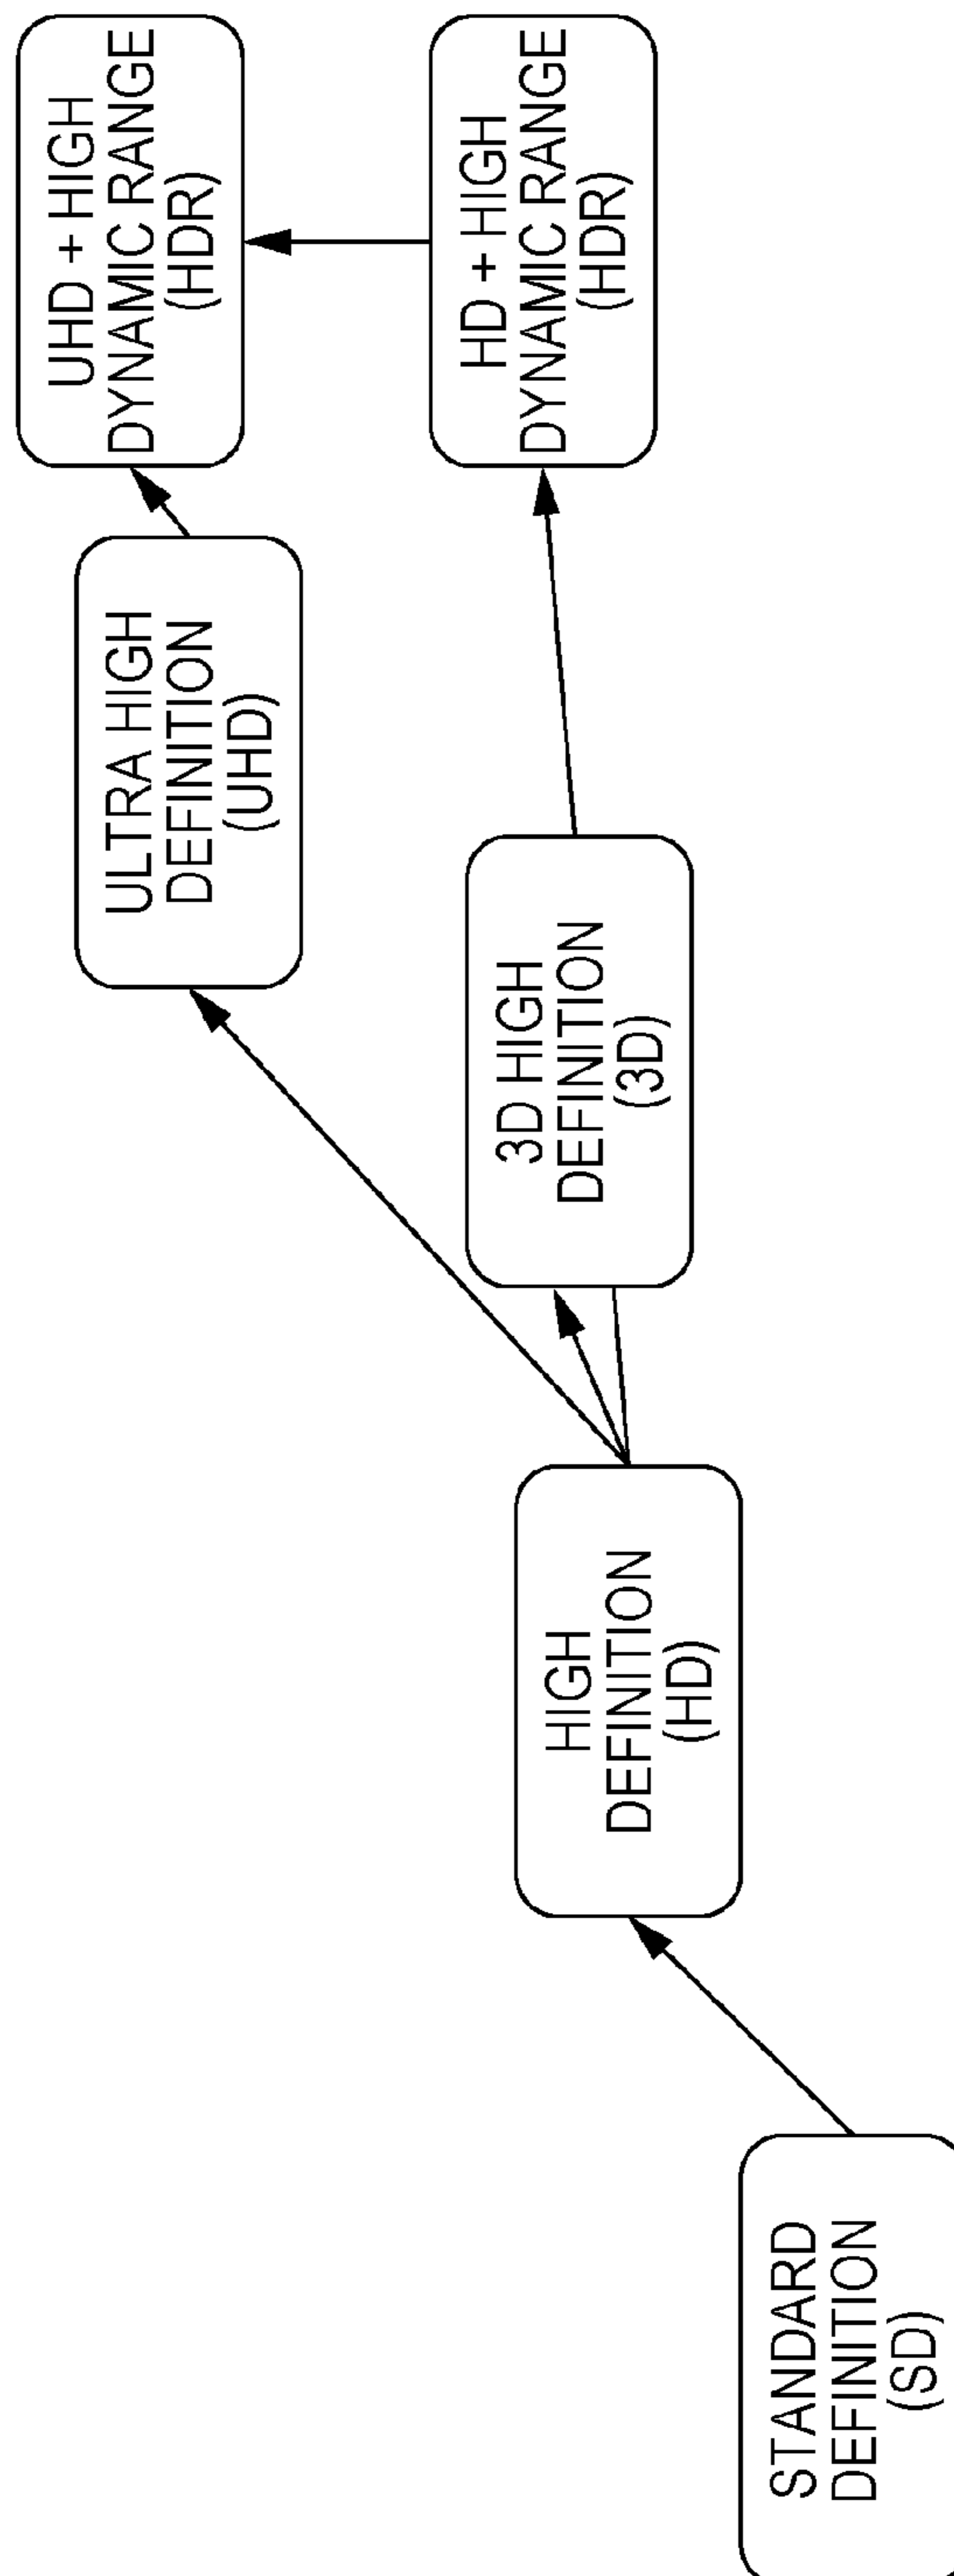 STANDARD
DEFINITION
(SD)
HIGH
DEFINITION
(HD)
3D HIGH
DEFINITION
(3D)
ULTRA HIGH
DEFINITION
(UHD)
UHD + HIGH
DYNAMIC RANGE
(HDR)
HD + HIGH
DYNAMIC RANGE
(HDR)